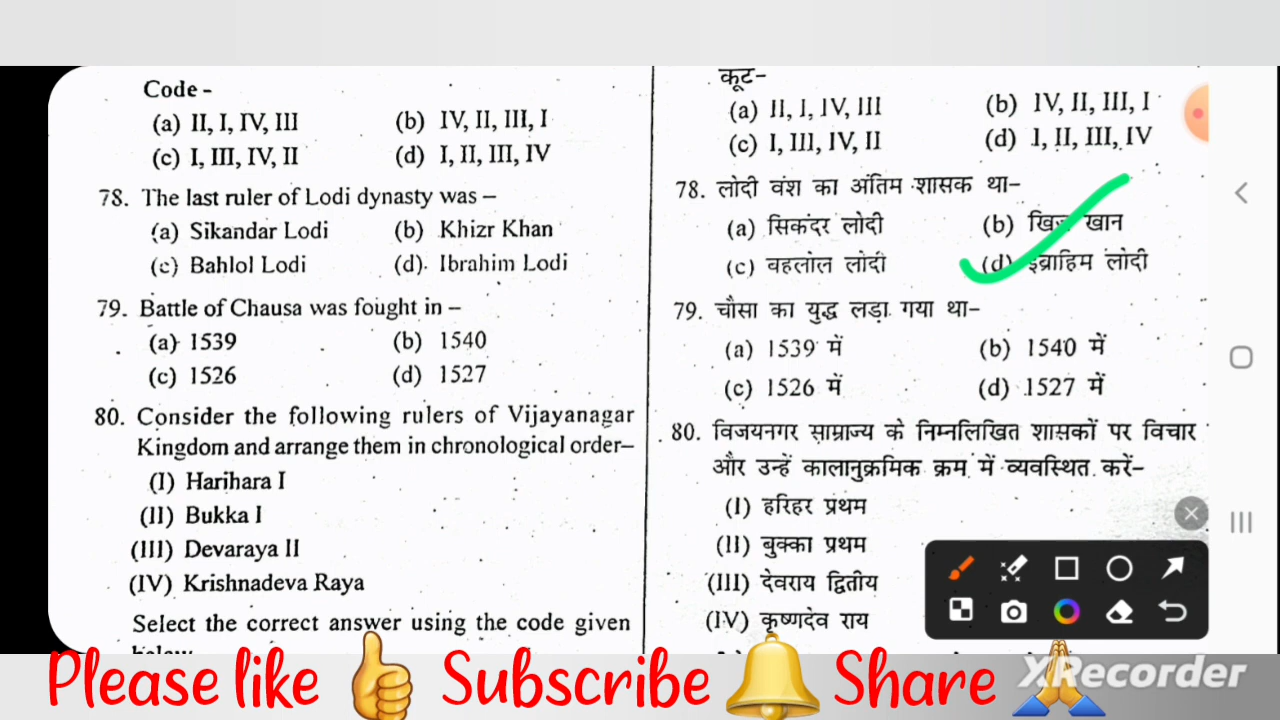 Code -
(a) II, I, IV, III (b) IV, II, III, I
(c) I, III, IV, II (d) I, II, III, IV
78. The last ruler of Lodi dynasty was –
(a) Sikandar Lodi (b) Khizr Khan
(c) Bahlol Lodi (d) Ibrahim Lodi
79. Battle of Chausa was fought in –
(a) 1539 (b) 1540
(c) 1526 (d) 1527
80. Consider the following rulers of Vijayanagar
Kingdom and arrange them in chronological order–
(I) Harihara I
(II) Bukka I
(III) Devaraya II
(IV) Krishnadeva Raya
Select the correct answer using the code given
below
कूट-
(a) II, I, IV, III (b) IV, II, III, I
(c) I, III, IV, II (d) I, II, III, IV
78. लोदी वंश का अंतिम शासक था–
(a) सिकंदर लोदी (b) खिज्र खान
(c) वहलोल लोदी (d) इब्राहिम लोदी
79. चौसा का युद्ध लड़ा गया था–
(a) 1539 में (b) 1540 में
(c) 1526 में (d) 1527 में
80. विजयनगर साम्राज्य के निम्नलिखित शासकों पर विचार
और उन्हें कालानुक्रमिक क्रम में व्यवस्थित करें–
(I) हरिहर प्रथम
(II) बुक्का प्रथम
(III) देवराय द्वितीय
(IV) कृष्णदेव राय
Please like Subscribe Share
XRecorder